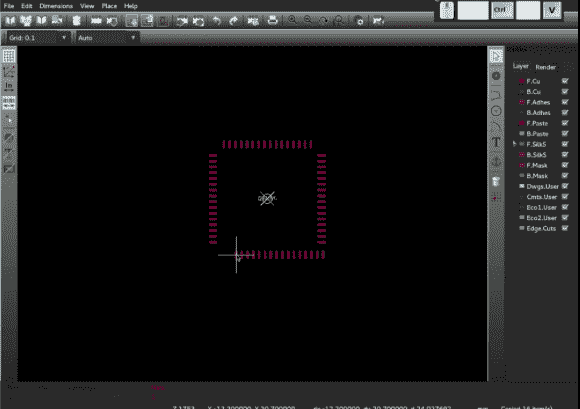 File Edit Dimensions View Place Help
Ctrl
V
Grid: 0.1
Auto
Layer Render
F.Cu
B.Cu
F.Adhes
B.Adhes
F.Paste
B.Paste
F.SilkS
B.SilkS
F.Mask
B.Mask
Dwgs.User
Cmts.User
Eco1.User
Eco2.User
Edge.Cuts